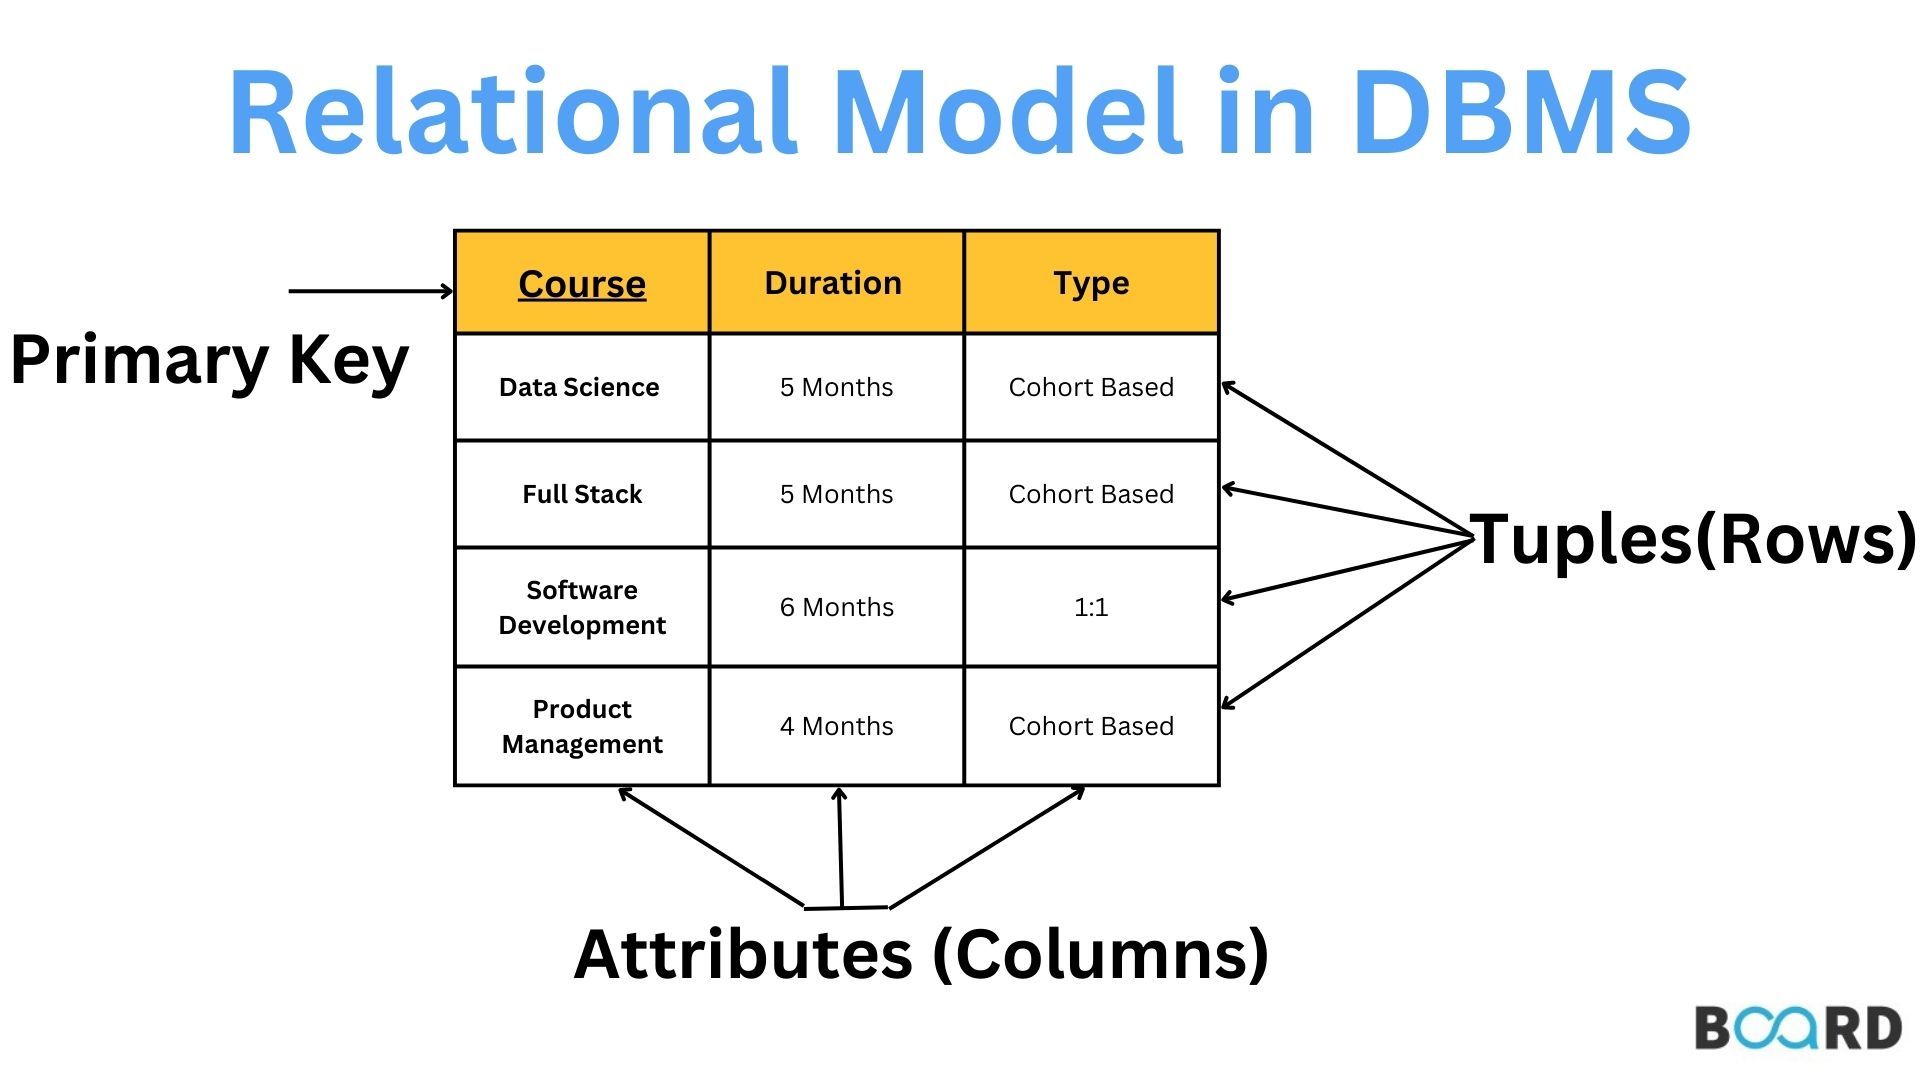 Relational Model in DBMS
Primary Key
Course Duration Type
Data Science 5 Months Cohort Based
Full Stack 5 Months Cohort Based
Software
Development 6 Months 1:1
Product
Management 4 Months Cohort Based
Tuples(Rows)
Attributes (Columns)
BOARD